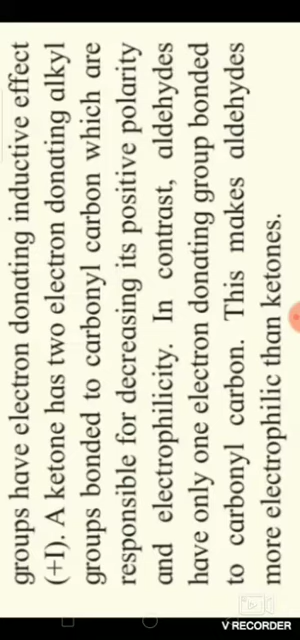 groups have electron donating inductive effect
(+I). A ketone has two electron donating alkyl
groups bonded to carbonyl carbon which are
responsible for decreasing its positive polarity
and electrophilicity. In contrast, aldehydes
have only one electron donating group bonded
to carbonyl carbon. This makes aldehydes
more electrophilic than ketones.
V RECORDER